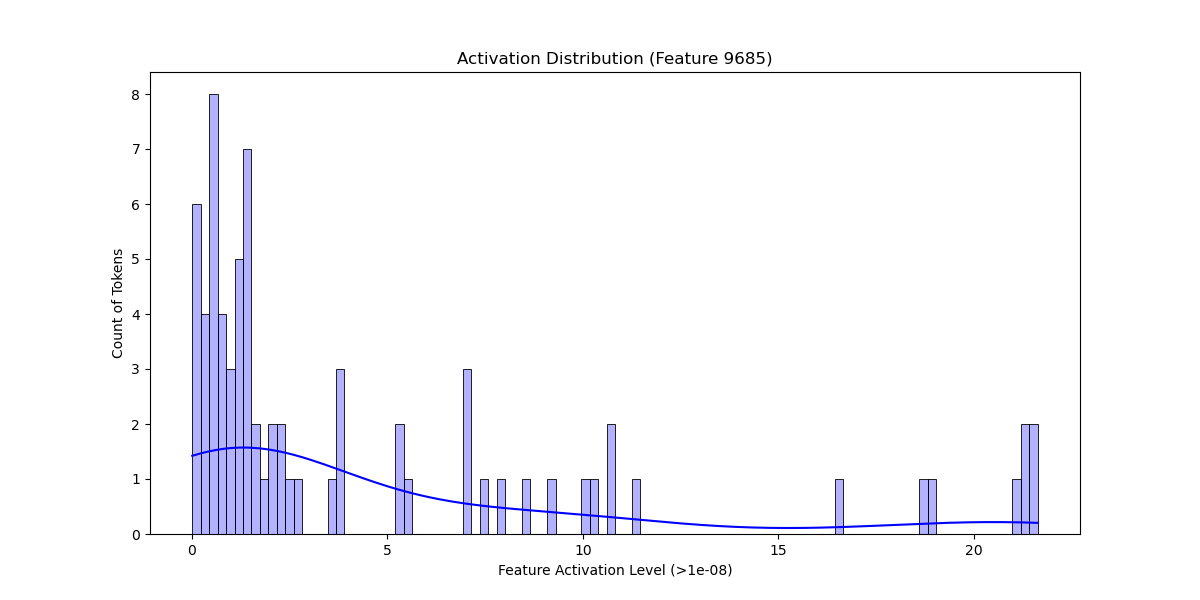 Activation Distribution (Feature 9685)
Count of Tokens
8
7
6
5
4
3
2
1
0
0 5 10 15 20
Feature Activation Level (>1e-08)